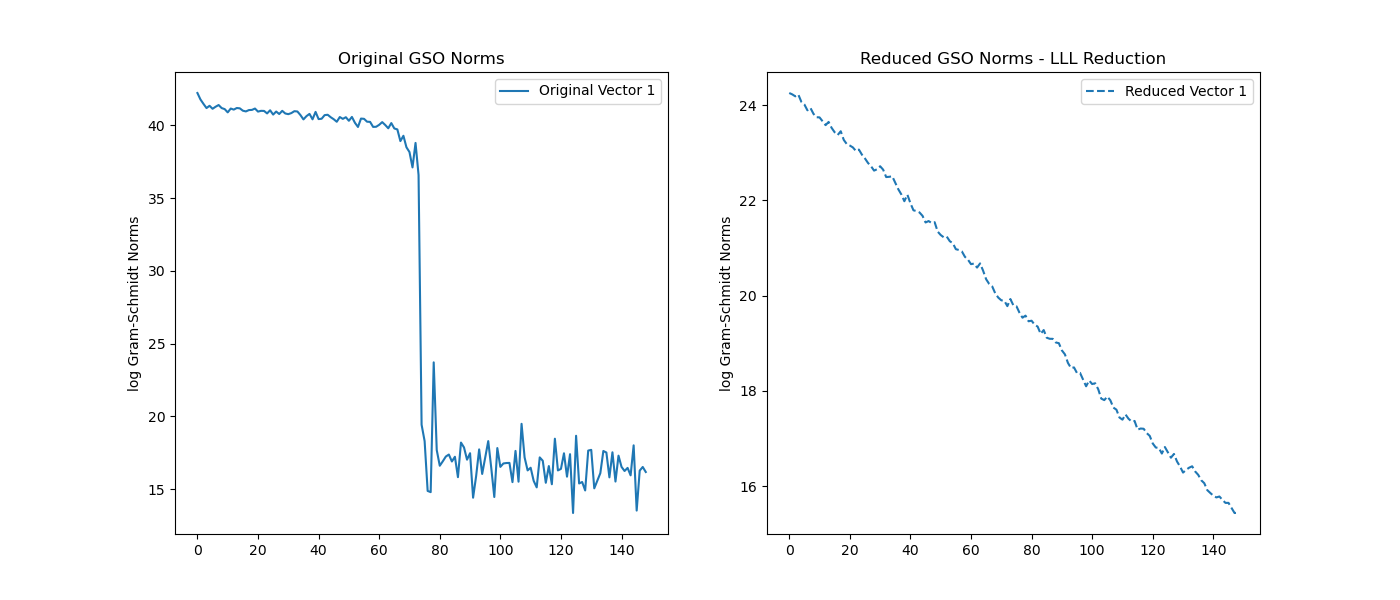 Original GSO Norms
Original Vector 1
log Gram-Schmidt Norms
40
35
30
25
20
15
0 20 40 60 80 100 120 140
Reduced GSO Norms - LLL Reduction
Reduced Vector 1
log Gram-Schmidt Norms
24
22
20
18
16
0 20 40 60 80 100 120 140